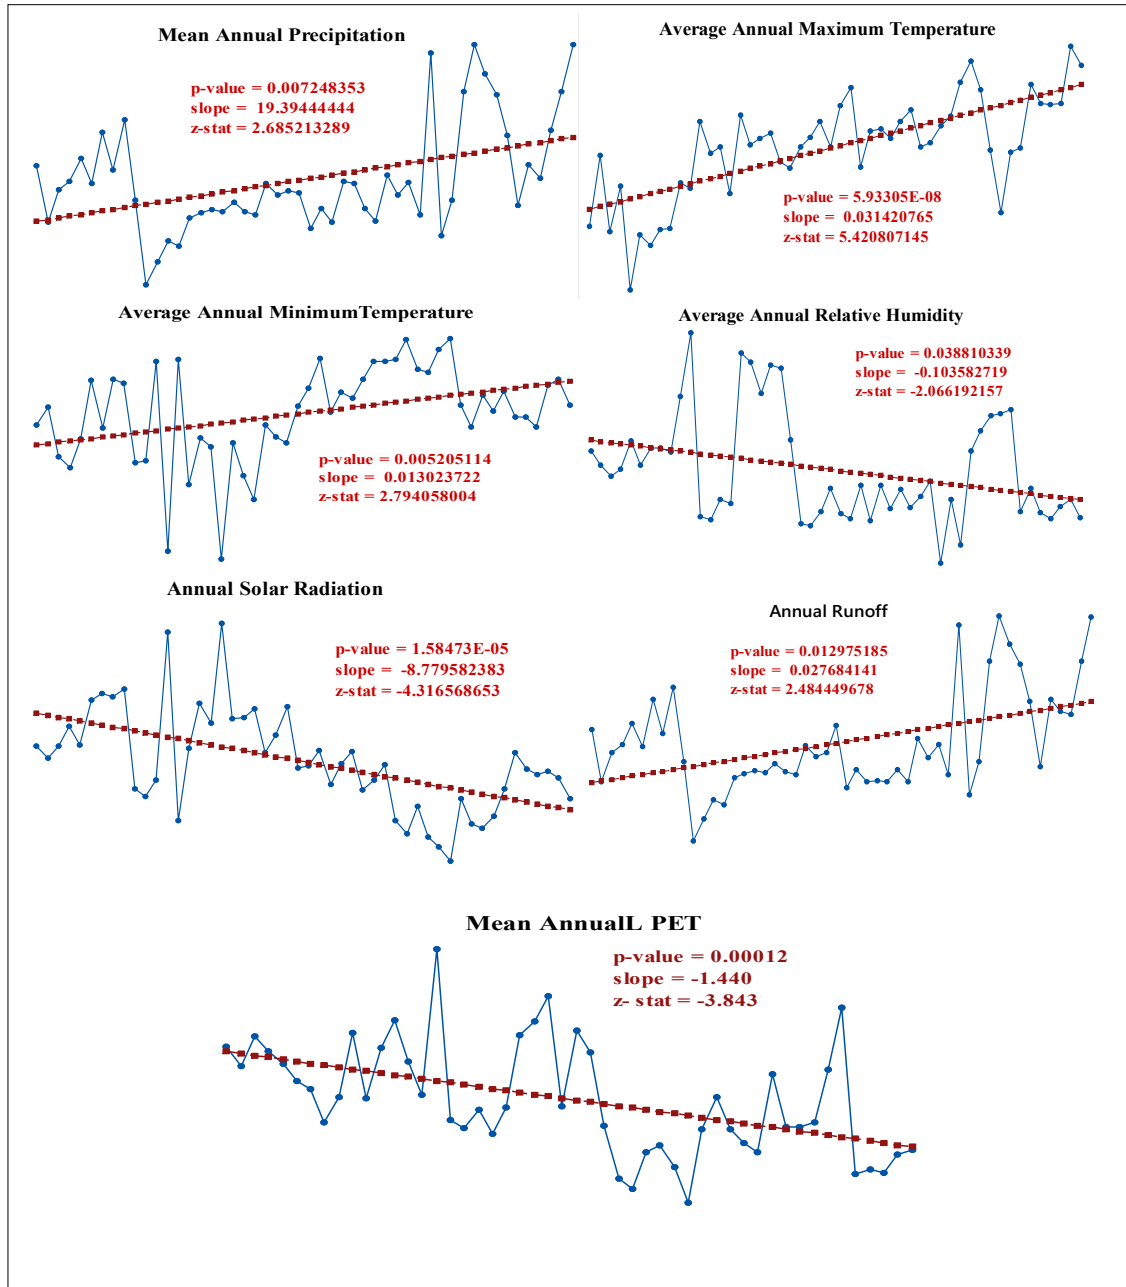 Mean Annual Precipitation
p-value = 0.007248353
slope = 19.39444444
z-stat = 2.685213289
Average Annual Maximum Temperature
p-value = 5.93305E-08
slope = 0.031420765
z-stat = 5.420807145
Average Annual MinimumTemperature
p-value = 0.005205114
slope = 0.013023722
z-stat = 2.794058004
Average Annual Relative Humidity
p-value = 0.038810339
slope = -0.103582719
z-stat = -2.066192157
Annual Solar Radiation
p-value = 1.58473E-05
slope = -8.779582383
z-stat = -4.316568653
Annual Runoff
p-value = 0.012975185
slope = 0.027684141
z-stat = 2.484449678
Mean AnnualL PET
p-value = 0.00012
slope = -1.440
z- stat = -3.843